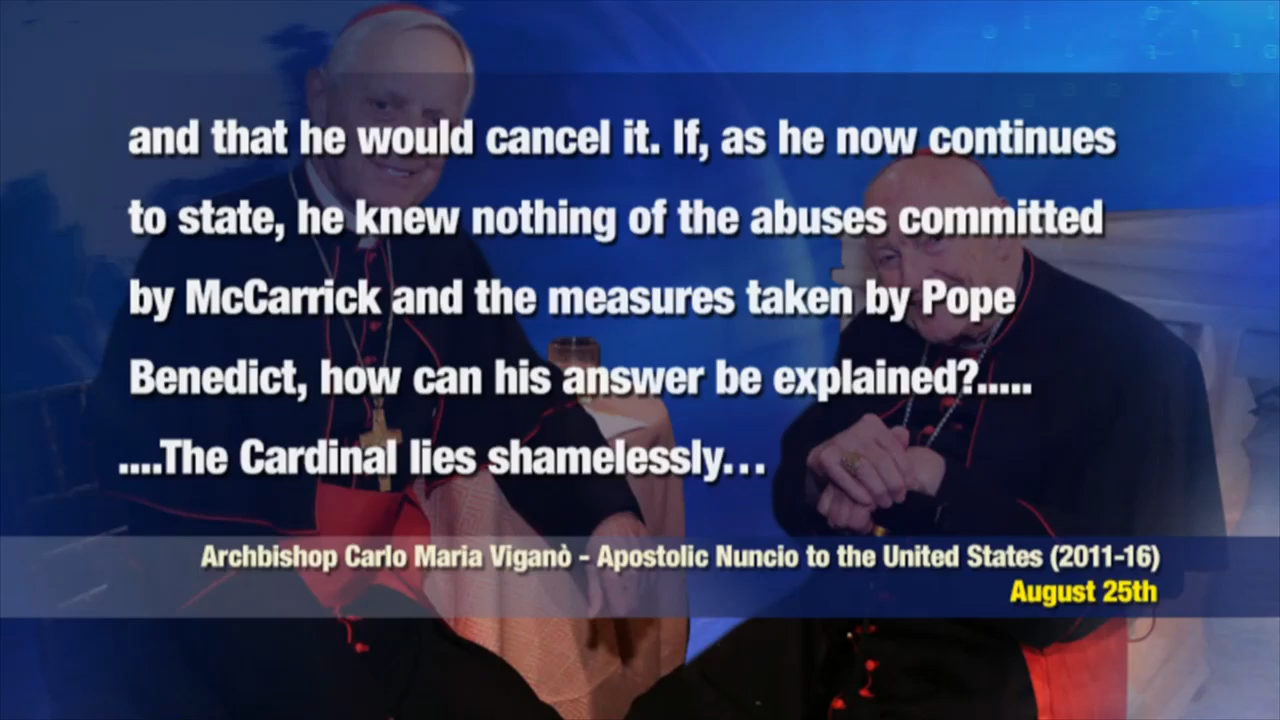 and that he would cancel it. If, as he now continues
to state, he knew nothing of the abuses committed
by McCarrick and the measures taken by Pope
Benedict, how can his answer be explained?.....
....The Cardinal lies shamelessly…
Archbishop Carlo Maria Viganò - Apostolic Nuncio to the United States (2011-16)
August 25th